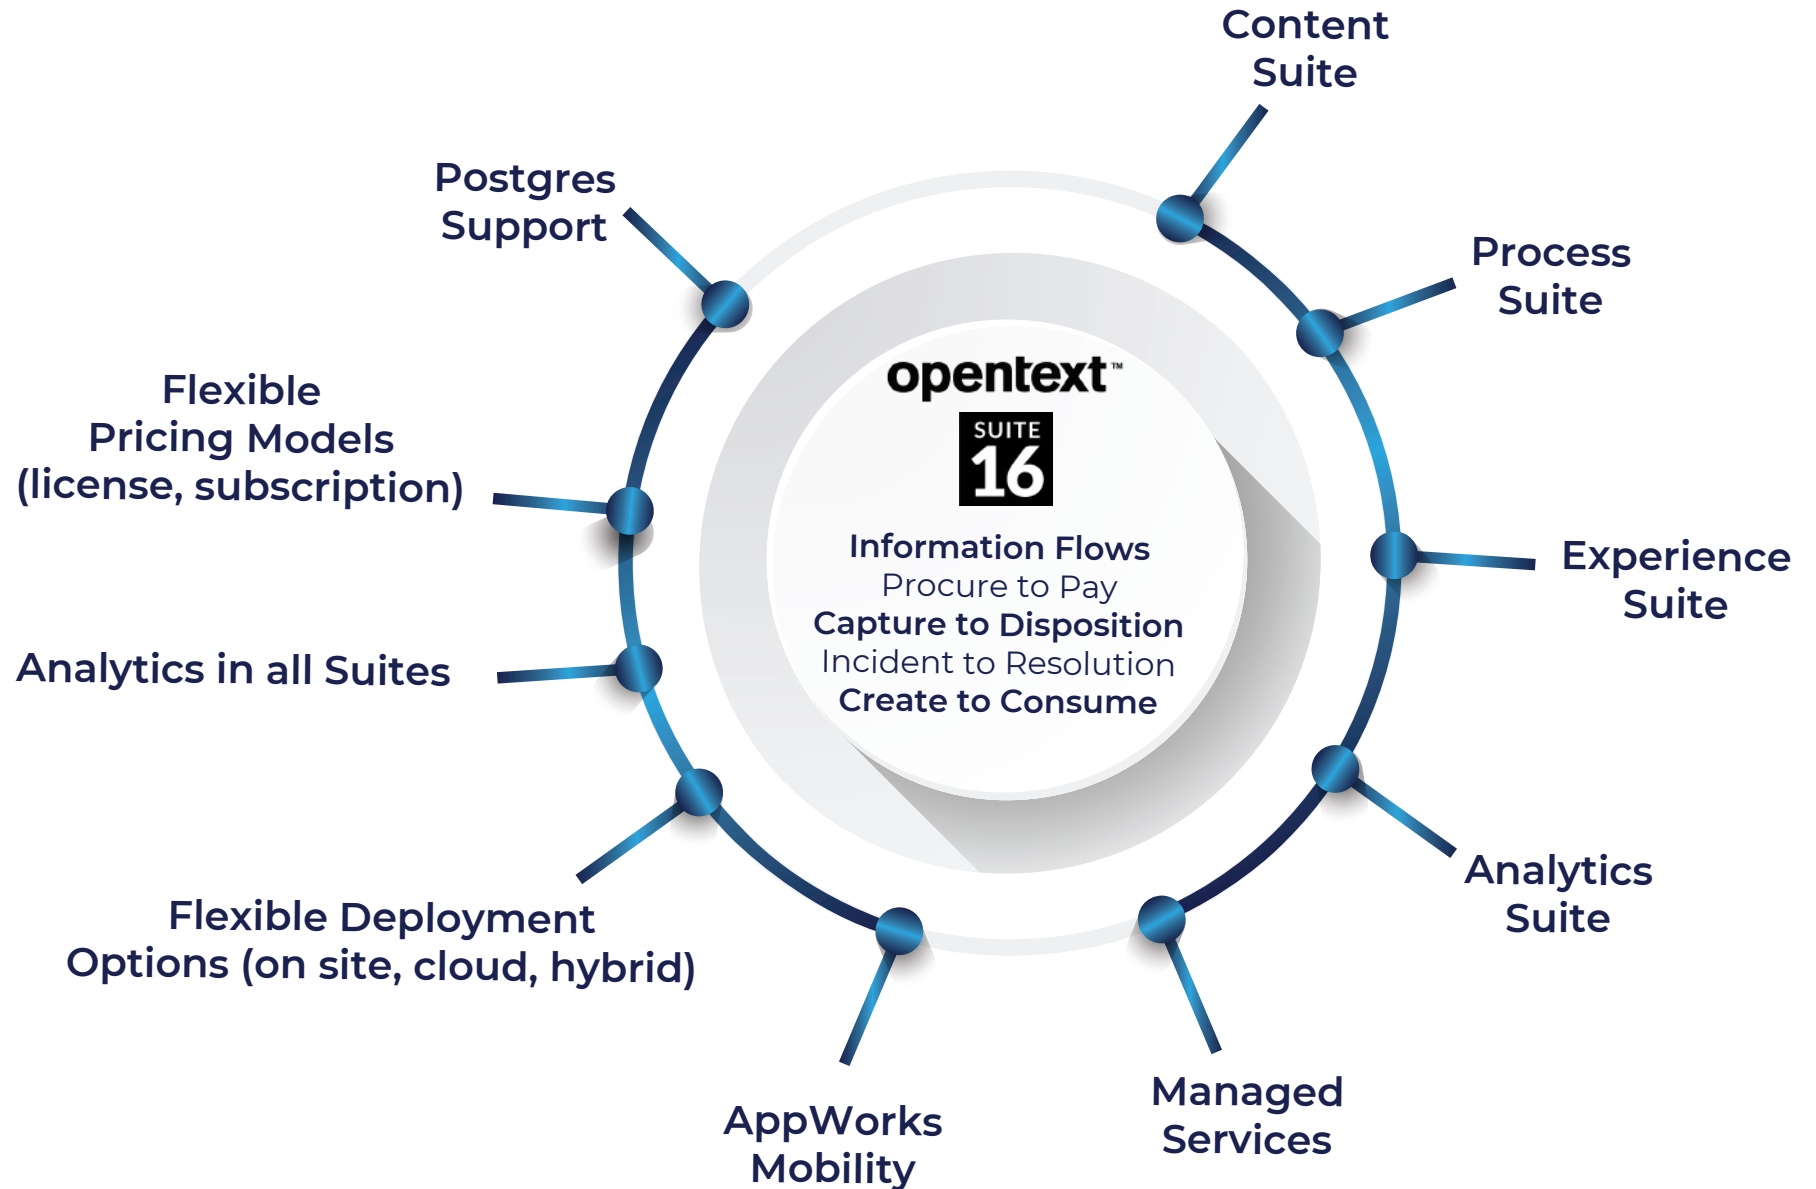 Content
Suite
Process
Suite
Experience
Suite
Analytics
Suite
Managed
Services
AppWorks
Mobility
Flexible Deployment
Options (on site, cloud, hybrid)
Analytics in all Suites
Flexible
Pricing Models
(license, subscription)
Postgres
Support
opentext™
SUITE
16
Information Flows
Procure to Pay
Capture to Disposition
Incident to Resolution
Create to Consume